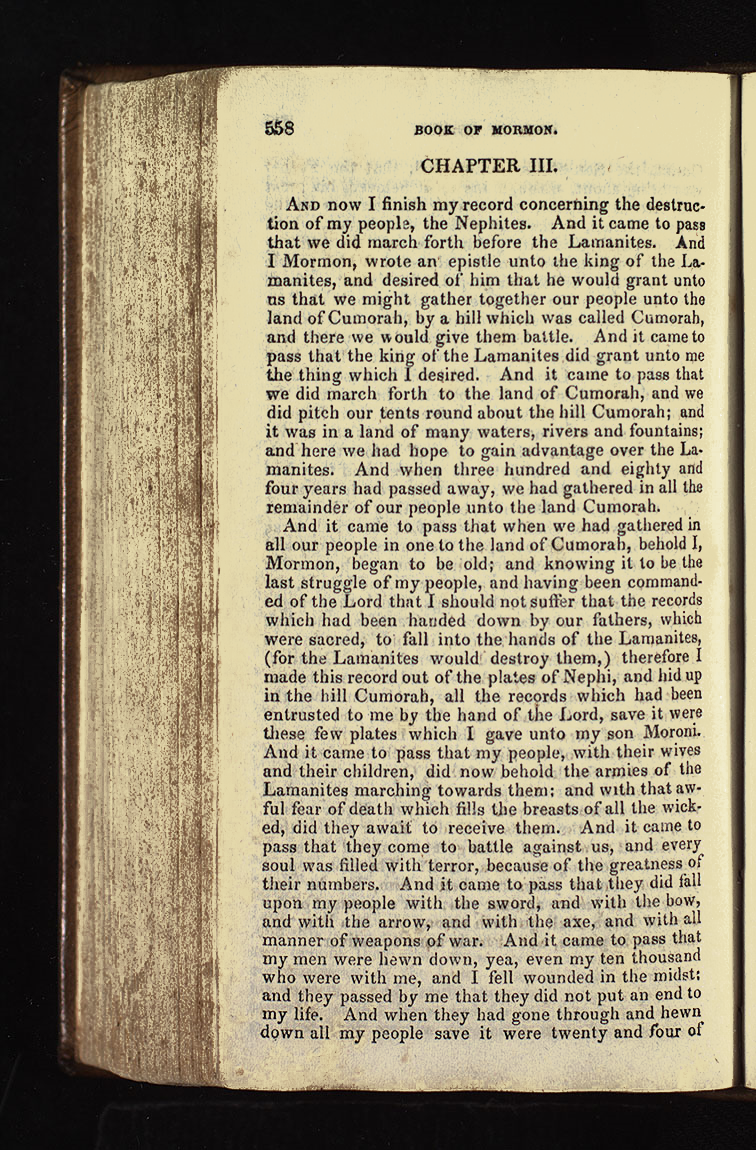 558
BOOK OF MORMON.
CHAPTER III.
AND now I finish my record concerning the destruc-
tion of my people, the Nephites. And it came to pass
that we did march forth before the Lamanites. And
I Mormon, wrote an epistle unto the king of the La-
manites, and desired of him that he would grant unto
us that we might gather together our people unto the
land of Cumorah, by a hill which was called Cumorah,
and there we would give them battle. And it came to
pass that the king of the Lamanites did grant unto me
the thing which I desired. And it came to pass that
we did march forth to the land of Cumorah, and we
did pitch our tents round about the hill Cumorah; and
it was in a land of many waters, rivers and fountains;
and here we had hope to gain advantage over the La-
manites. And when three hundred and eighty and
four years had passed away, we had gathered in all the
remainder of our people unto the land Cumorah.
And it came to pass that when we had gathered in
all our people in one to the land of Cumorah, behold I,
Mormon, began to be old; and knowing it to be the
last struggle of my people, and having been command-
ed of the Lord that I should not suffer that the records
which had been handed down by our fathers, which
were sacred, to fall into the hands of the Lamanites,
(for the Lamanites would destroy them,) therefore I
made this record out of the plates of Nephi, and hid up
in the hill Cumorah, all the records which had been
entrusted to me by the hand of the Lord, save it were
these few plates which I gave unto my son Moroni.
And it came to pass that my people, with their wives
and their children, did now behold the armies of the
Lamanites marching towards them; and with that aw-
ful fear of death which fills the breasts of all the wick-
ed, did they await to receive them. And it came to
pass that they come to battle against us, and every
soul was filled with terror, because of the greatness of
their numbers. And it came to pass that they did fall
upon my people with the sword, and with the bow,
and with the arrow, and with the axe, and with all
manner of weapons of war. And it came to pass that
my men were hewn down, yea, even my ten thousand
who were with me, and I fell wounded in the midst:
and they passed by me that they did not put an end to
my life. And when they had gone through and hewn
down all my people save it were twenty and four of